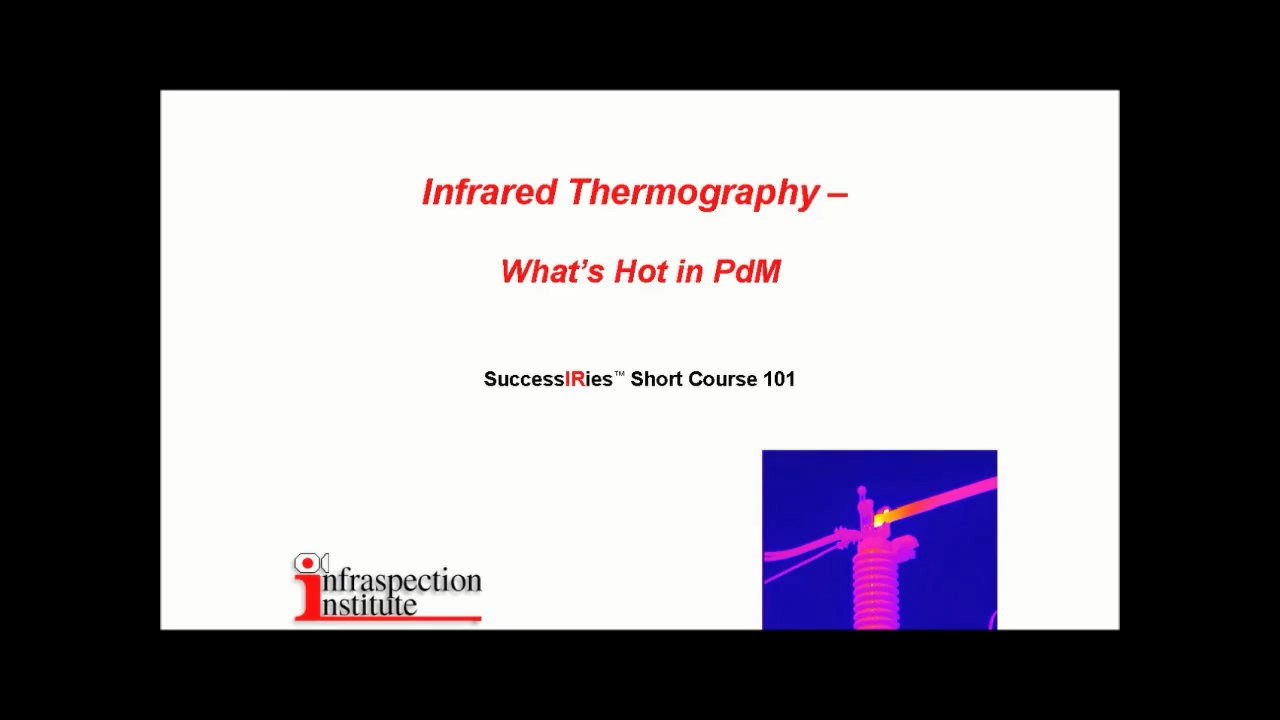 Infrared Thermography –
What's Hot in PdM
SuccessIRies™ Short Course 101
infraspection
institute